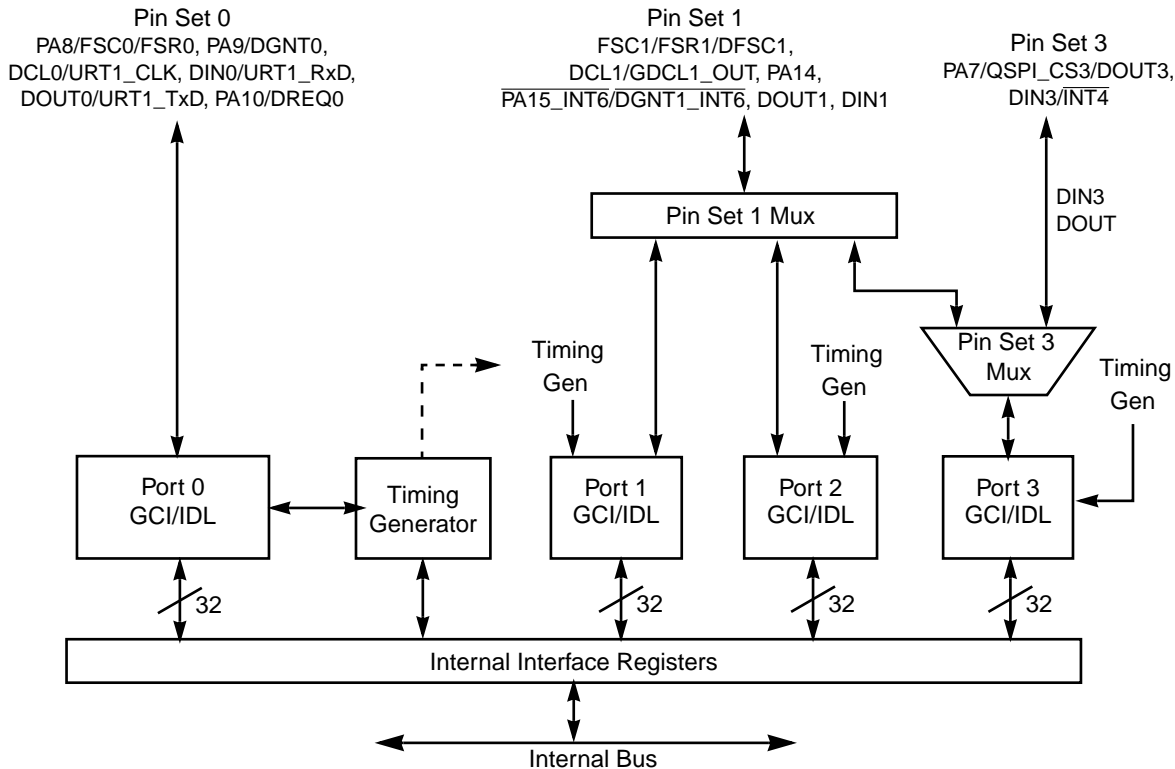 Pin Set 0
PA8/FSC0/FSR0, PA9/DGNT0,
DCL0/URT1_CLK, DIN0/URT1_RxD,
DOUT0/URT1_TxD, PA10/DREQ0
Pin Set 1
FSC1/FSR1/DFSC1,
DCL1/GDCL1_OUT, PA14,
PA15_INT6/DGNT1_INT6, DOUT1, DIN1
Pin Set 3
PA7/QSPI_CS3/DOUT3,
DIN3/INT4
Pin Set 1 Mux
DIN3
DOUT
Pin Set 3
Mux
Timing
Gen
Timing
Gen
Timing
Gen
Port 0
GCI/IDL
Timing
Generator
Port 1
GCI/IDL
Port 2
GCI/IDL
Port 3
GCI/IDL
32
32
32
32
Internal Interface Registers
Internal Bus